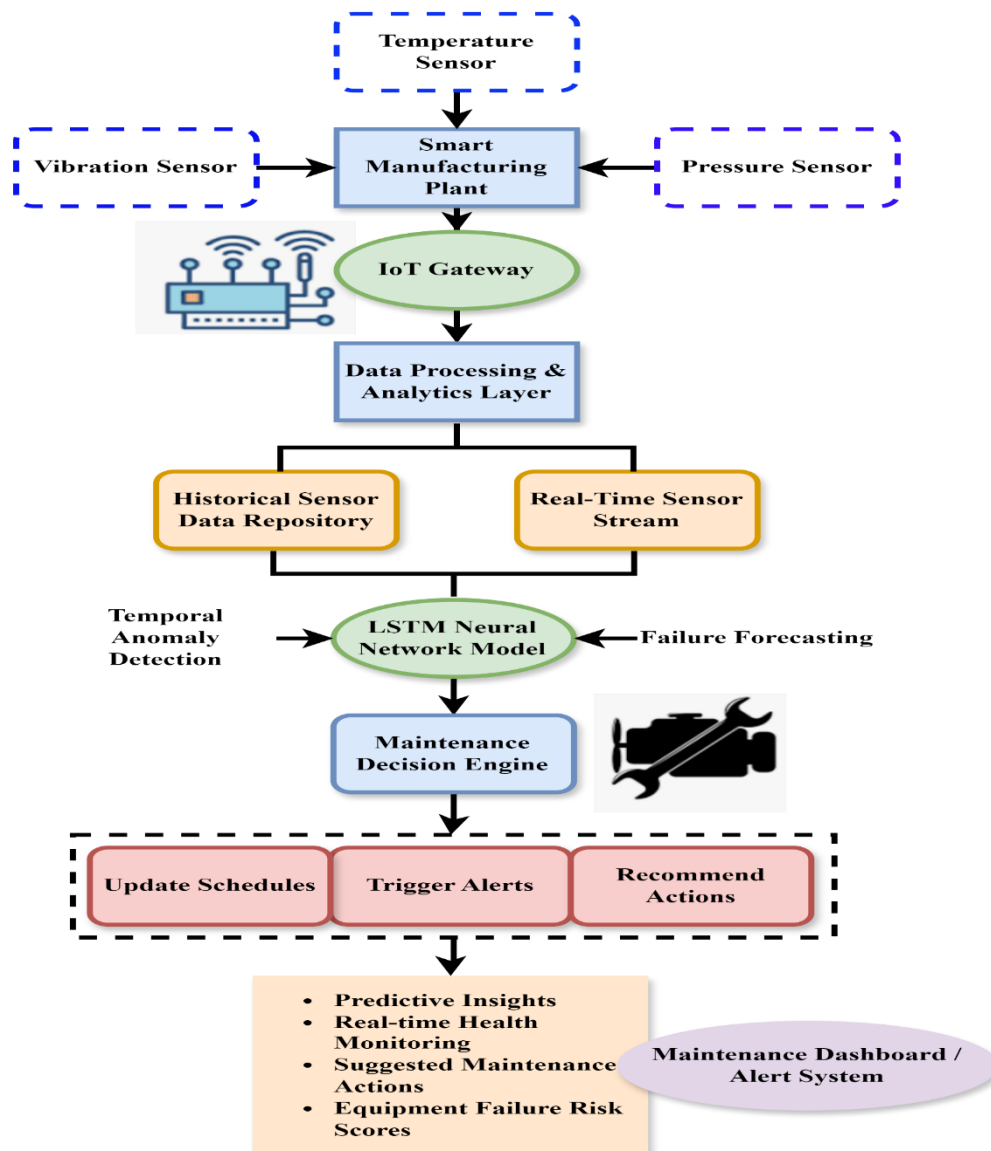 Temperature
Sensor
Vibration Sensor
Smart
Manufacturing
Plant
Pressure Sensor
IoT Gateway
Data Processing &
Analytics Layer
Historical Sensor
Data Repository
Real-Time Sensor
Stream
Temporal
Anomaly
Detection
LSTM Neural
Network Model
Failure Forecasting
Maintenance
Decision Engine
Update Schedules
Trigger Alerts
Recommend
Actions
• Predictive Insights
• Real-time Health
Monitoring
• Suggested Maintenance
Actions
• Equipment Failure Risk
Scores
Maintenance Dashboard /
Alert System